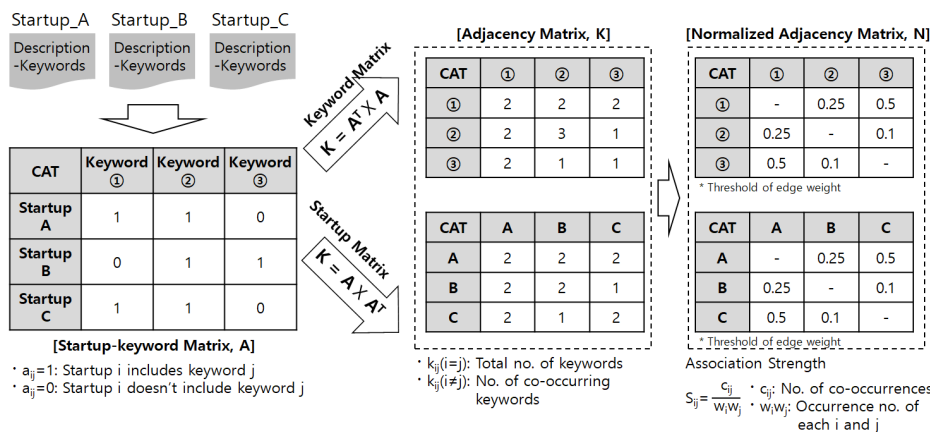 Startup_A Startup_B Startup_C
Description
-Keywords
Description
-Keywords
Description
-Keywords
CAT Keyword ① Keyword ② Keyword ③
Startup A 1 1 0
Startup B 0 1 1
Startup C 1 1 0
[Startup-keyword Matrix, A]
· aij=1: Startup i includes keyword j
· aij=0: Startup i doesn't include keyword j
Keyword Matrix
K = Aᵀ X A
Startup Matrix
K = A X Aᵀ
[Adjacency Matrix, K]
CAT ① ② ③
① 2 2 2
② 2 3 1
③ 2 1 1
CAT A B C
A 2 2 2
B 2 2 1
C 2 1 2
· kij(i=j): Total no. of keywords
· kij(i≠j): No. of co-occurring
keywords
[Normalized Adjacency Matrix, N]
CAT ① ② ③
① - 0.25 0.5
② 0.25 - 0.1
③ 0.5 0.1 -
* Threshold of edge weight
CAT A B C
A - 0.25 0.5
B 0.25 - 0.1
C 0.5 0.1 -
* Threshold of edge weight
Association Strength
Sij= cij / wiwj
· cij: No. of co-occurrences
· wiwj: Occurrence no. of
each i and j